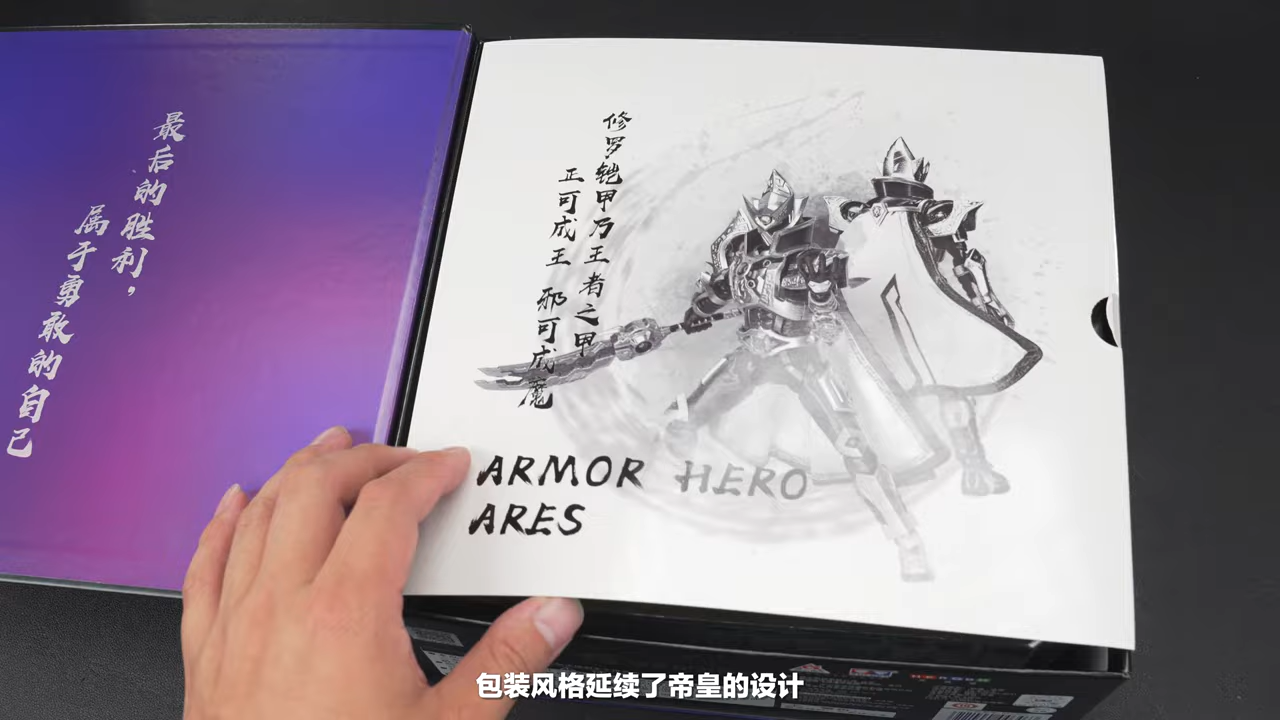 最后的胜利，
属于勇敢的自己
修罗铠甲乃王者之甲
正可成王 邪可成魔
ARMOR HERO
ARES
包装风格延续了帝皇的设计